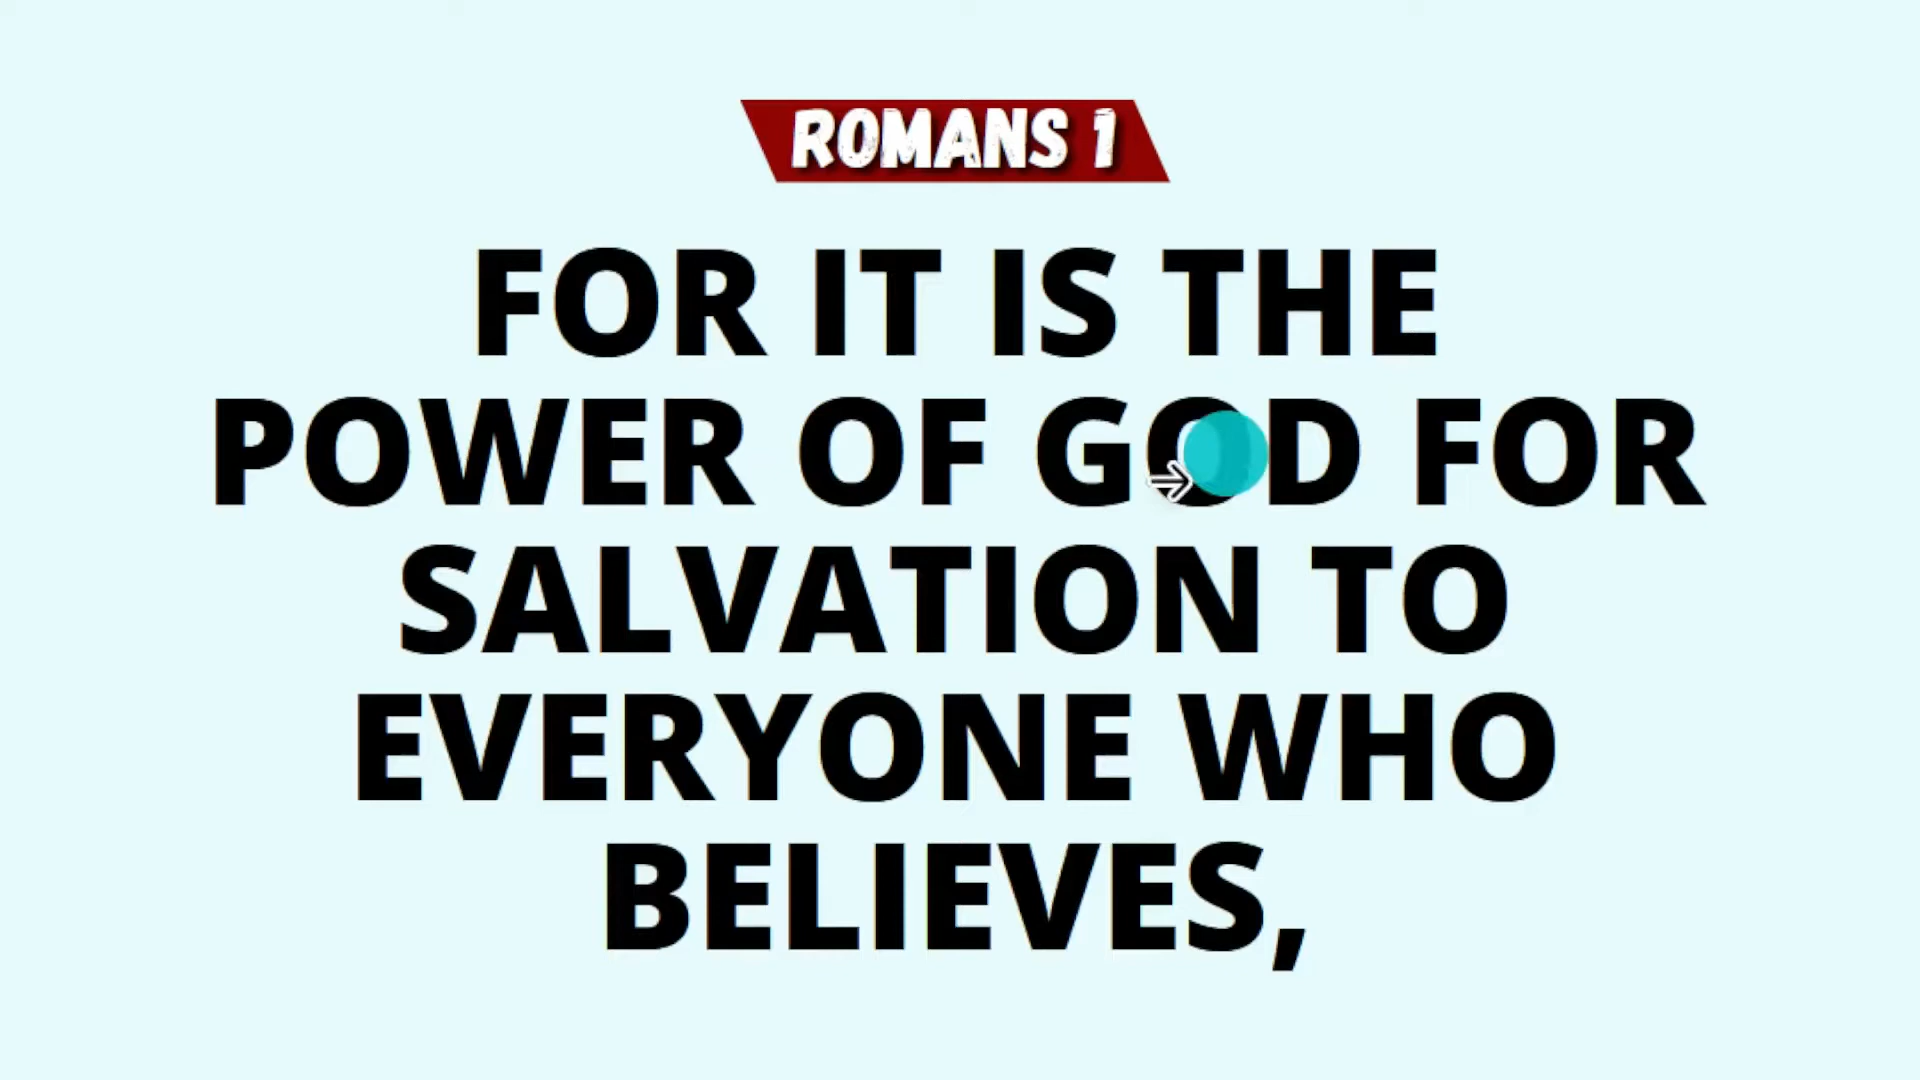 ROMANS 1
FOR IT IS THE
POWER OF GOD FOR
SALVATION TO
EVERYONE WHO
BELIEVES,